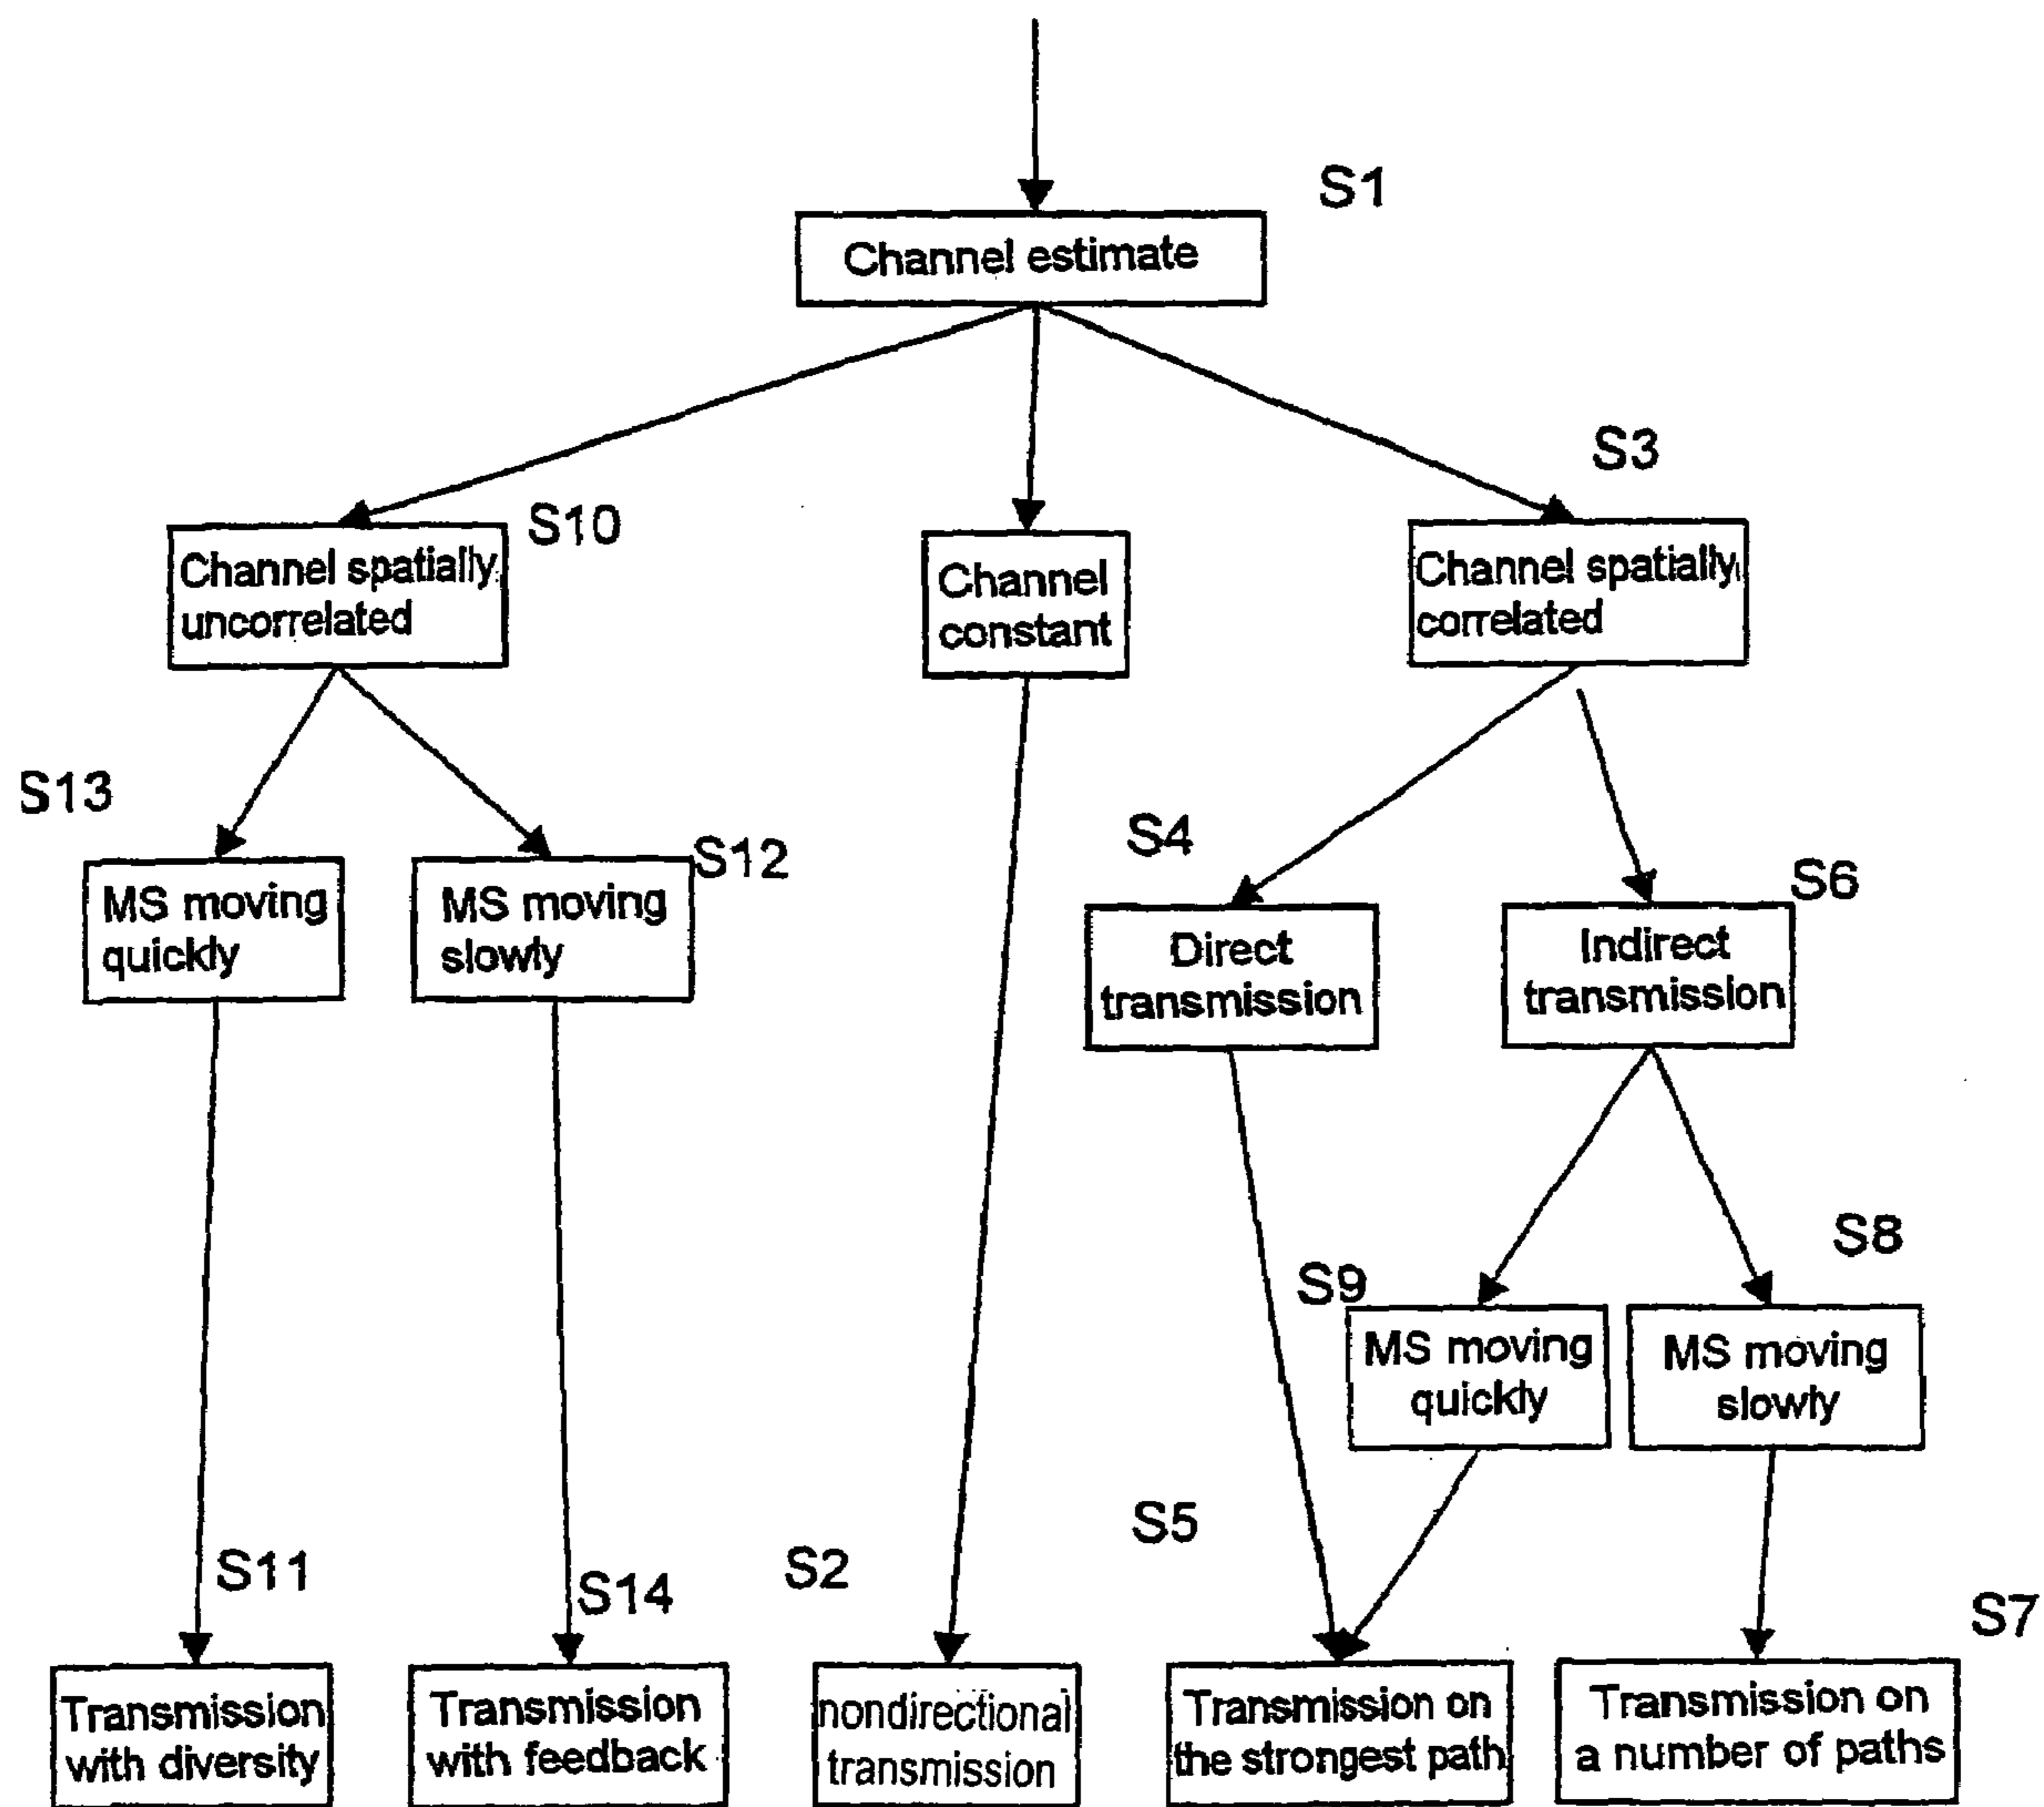 S1
Channel estimate
S3
S10
Channel spatially
uncorrelated
Channel
constant
Channel spatially
correlated
S13
S12
S4
S6
MS moving
quickly
MS moving
slowly
Direct
transmission
Indirect
transmission
S9
S8
MS moving
quickly
MS moving
slowly
S11
S14
S2
S5
S7
Transmission
with diversity
Transmission
with feedback
nondirectional
transmission
Transmission on
the strongest path
Transmission on
a number of paths